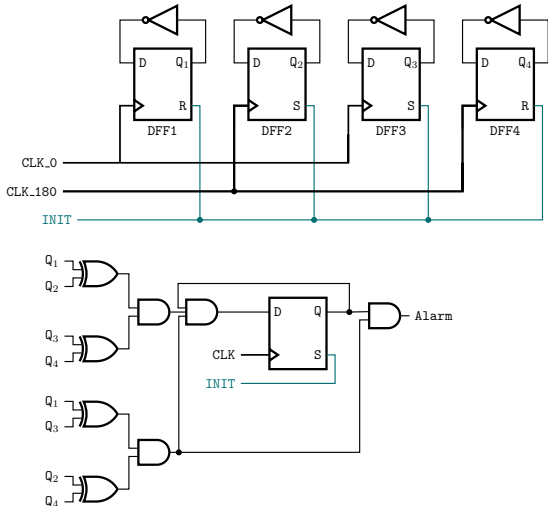 D Q₁ D Q₂ D Q₃ D Q₄
R S S R
DFF1 DFF2 DFF3 DFF4
CLK_0
CLK_180
INIT
Q₁
Q₂
D Q
Alarm
Q₃
Q₄
CLK S
INIT
Q₁
Q₃
Q₂
Q₄